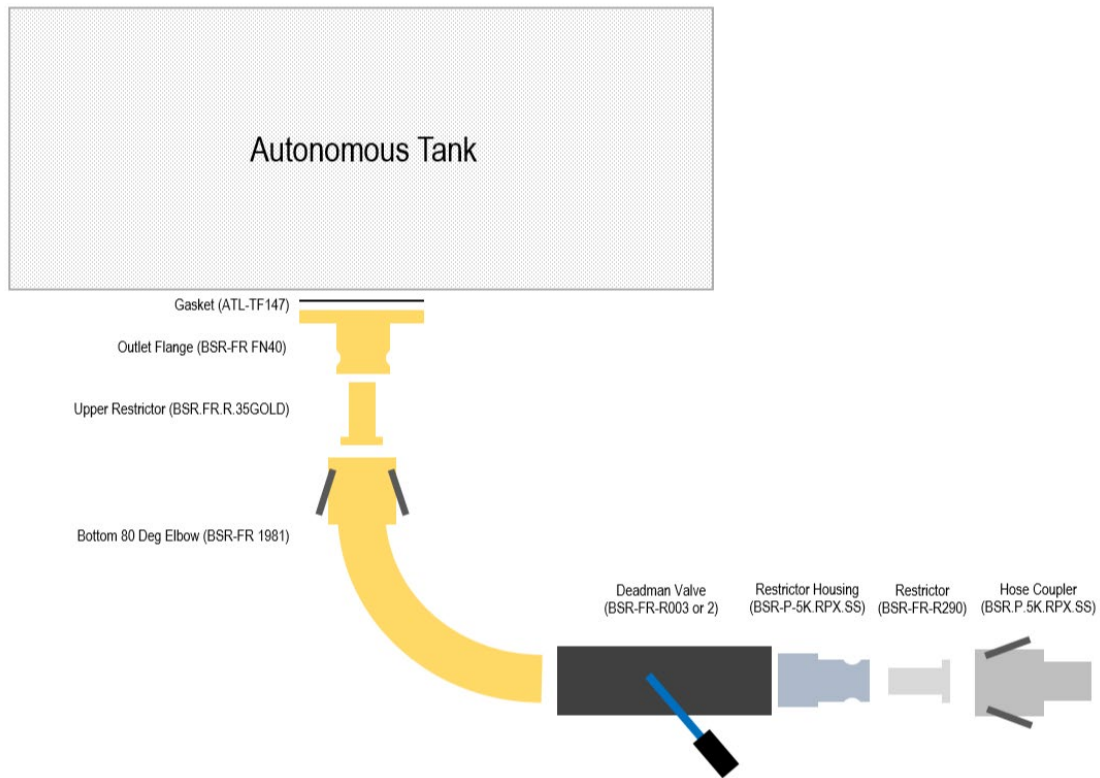 Autonomous Tank
Gasket (ATL-TF147)
Outlet Flange (BSR-FR FN40)
Upper Restrictor (BSR.FR.R.35GOLD)
Bottom 80 Deg Elbow (BSR-FR 1981)
Deadman Valve
(BSR-FR-R003 or 2)
Restrictor Housing
(BSR-P-5K.RPX.SS)
Restrictor
(BSR-FR-R290)
Hose Coupler
(BSR.P.5K.RPX.SS)